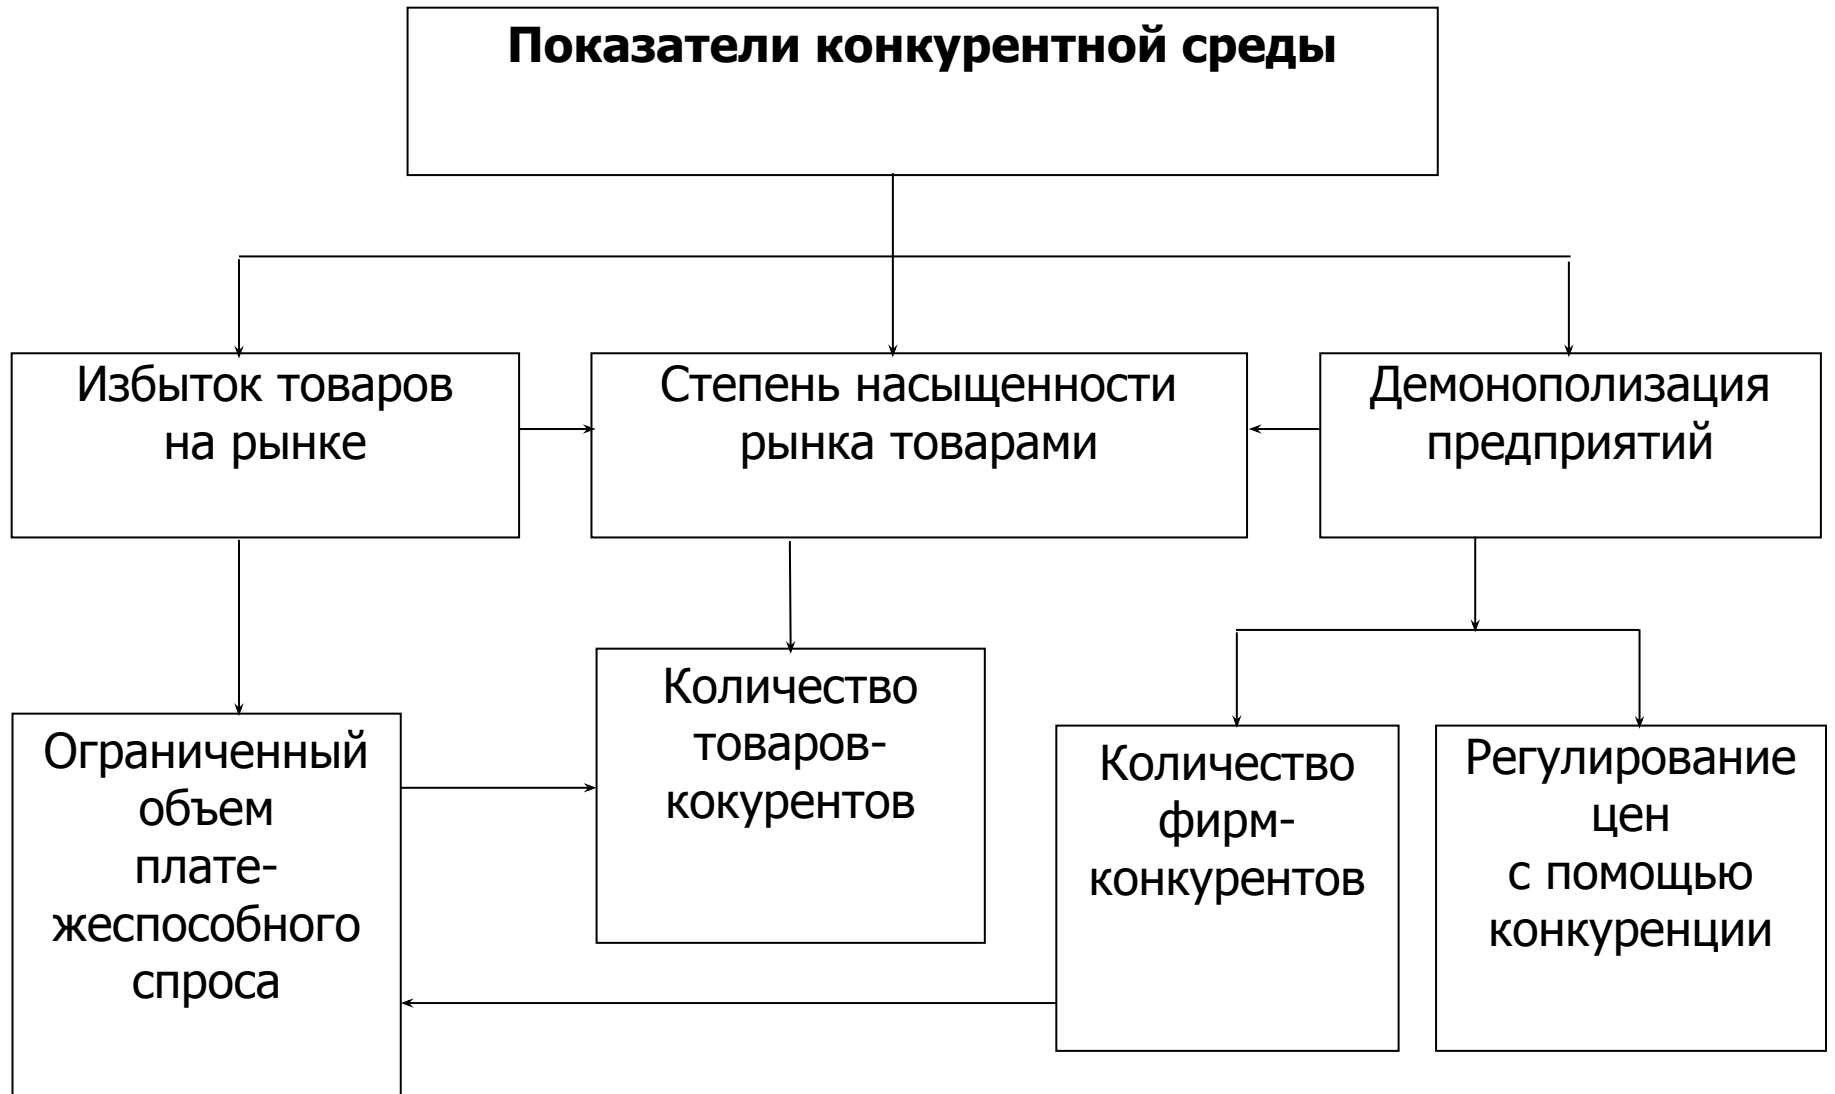 Показатели конкурентной среды
Избыток товаров
на рынке
Степень насыщенности
рынка товарами
Демонополизация
предприятий
Ограниченный
объем
плате-
жеспособного
спроса
Количество
товаров-
кокурентов
Количество
фирм-
конкурентов
Регулирование
цен
с помощью
конкуренции